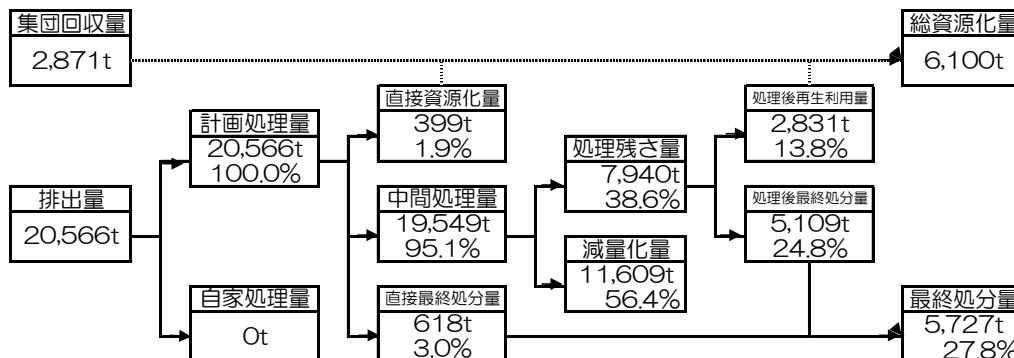 集団回収量
2,871t
総資源化量
6,100t
直接資源化量
399t
1.9%
処理後再生利用量
2,831t
13.8%
計画処理量
20,566t
100.0%
処理残さ量
7,940t
38.6%
排出量
20,566t
中間処理量
19,549t
95.1%
処理後最終処分量
5,109t
24.8%
減量化量
11,609t
56.4%
自家処理量
0t
直接最終処分量
618t
3.0%
最終処分量
5,727t
27.8%